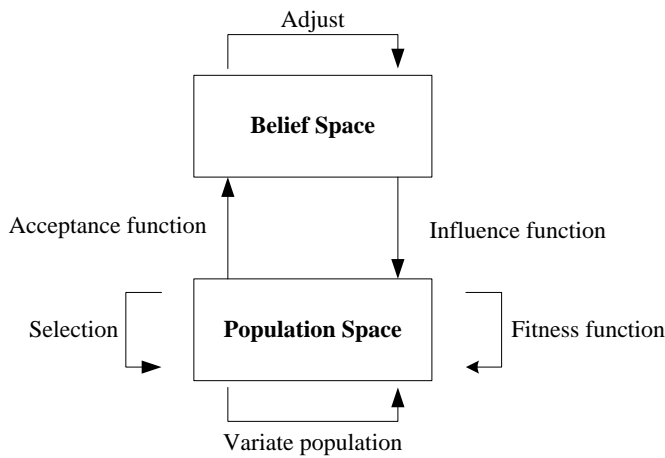 Adjust
Belief Space
Acceptance function
Influence function
Selection
Population Space
Fitness function
Variate population